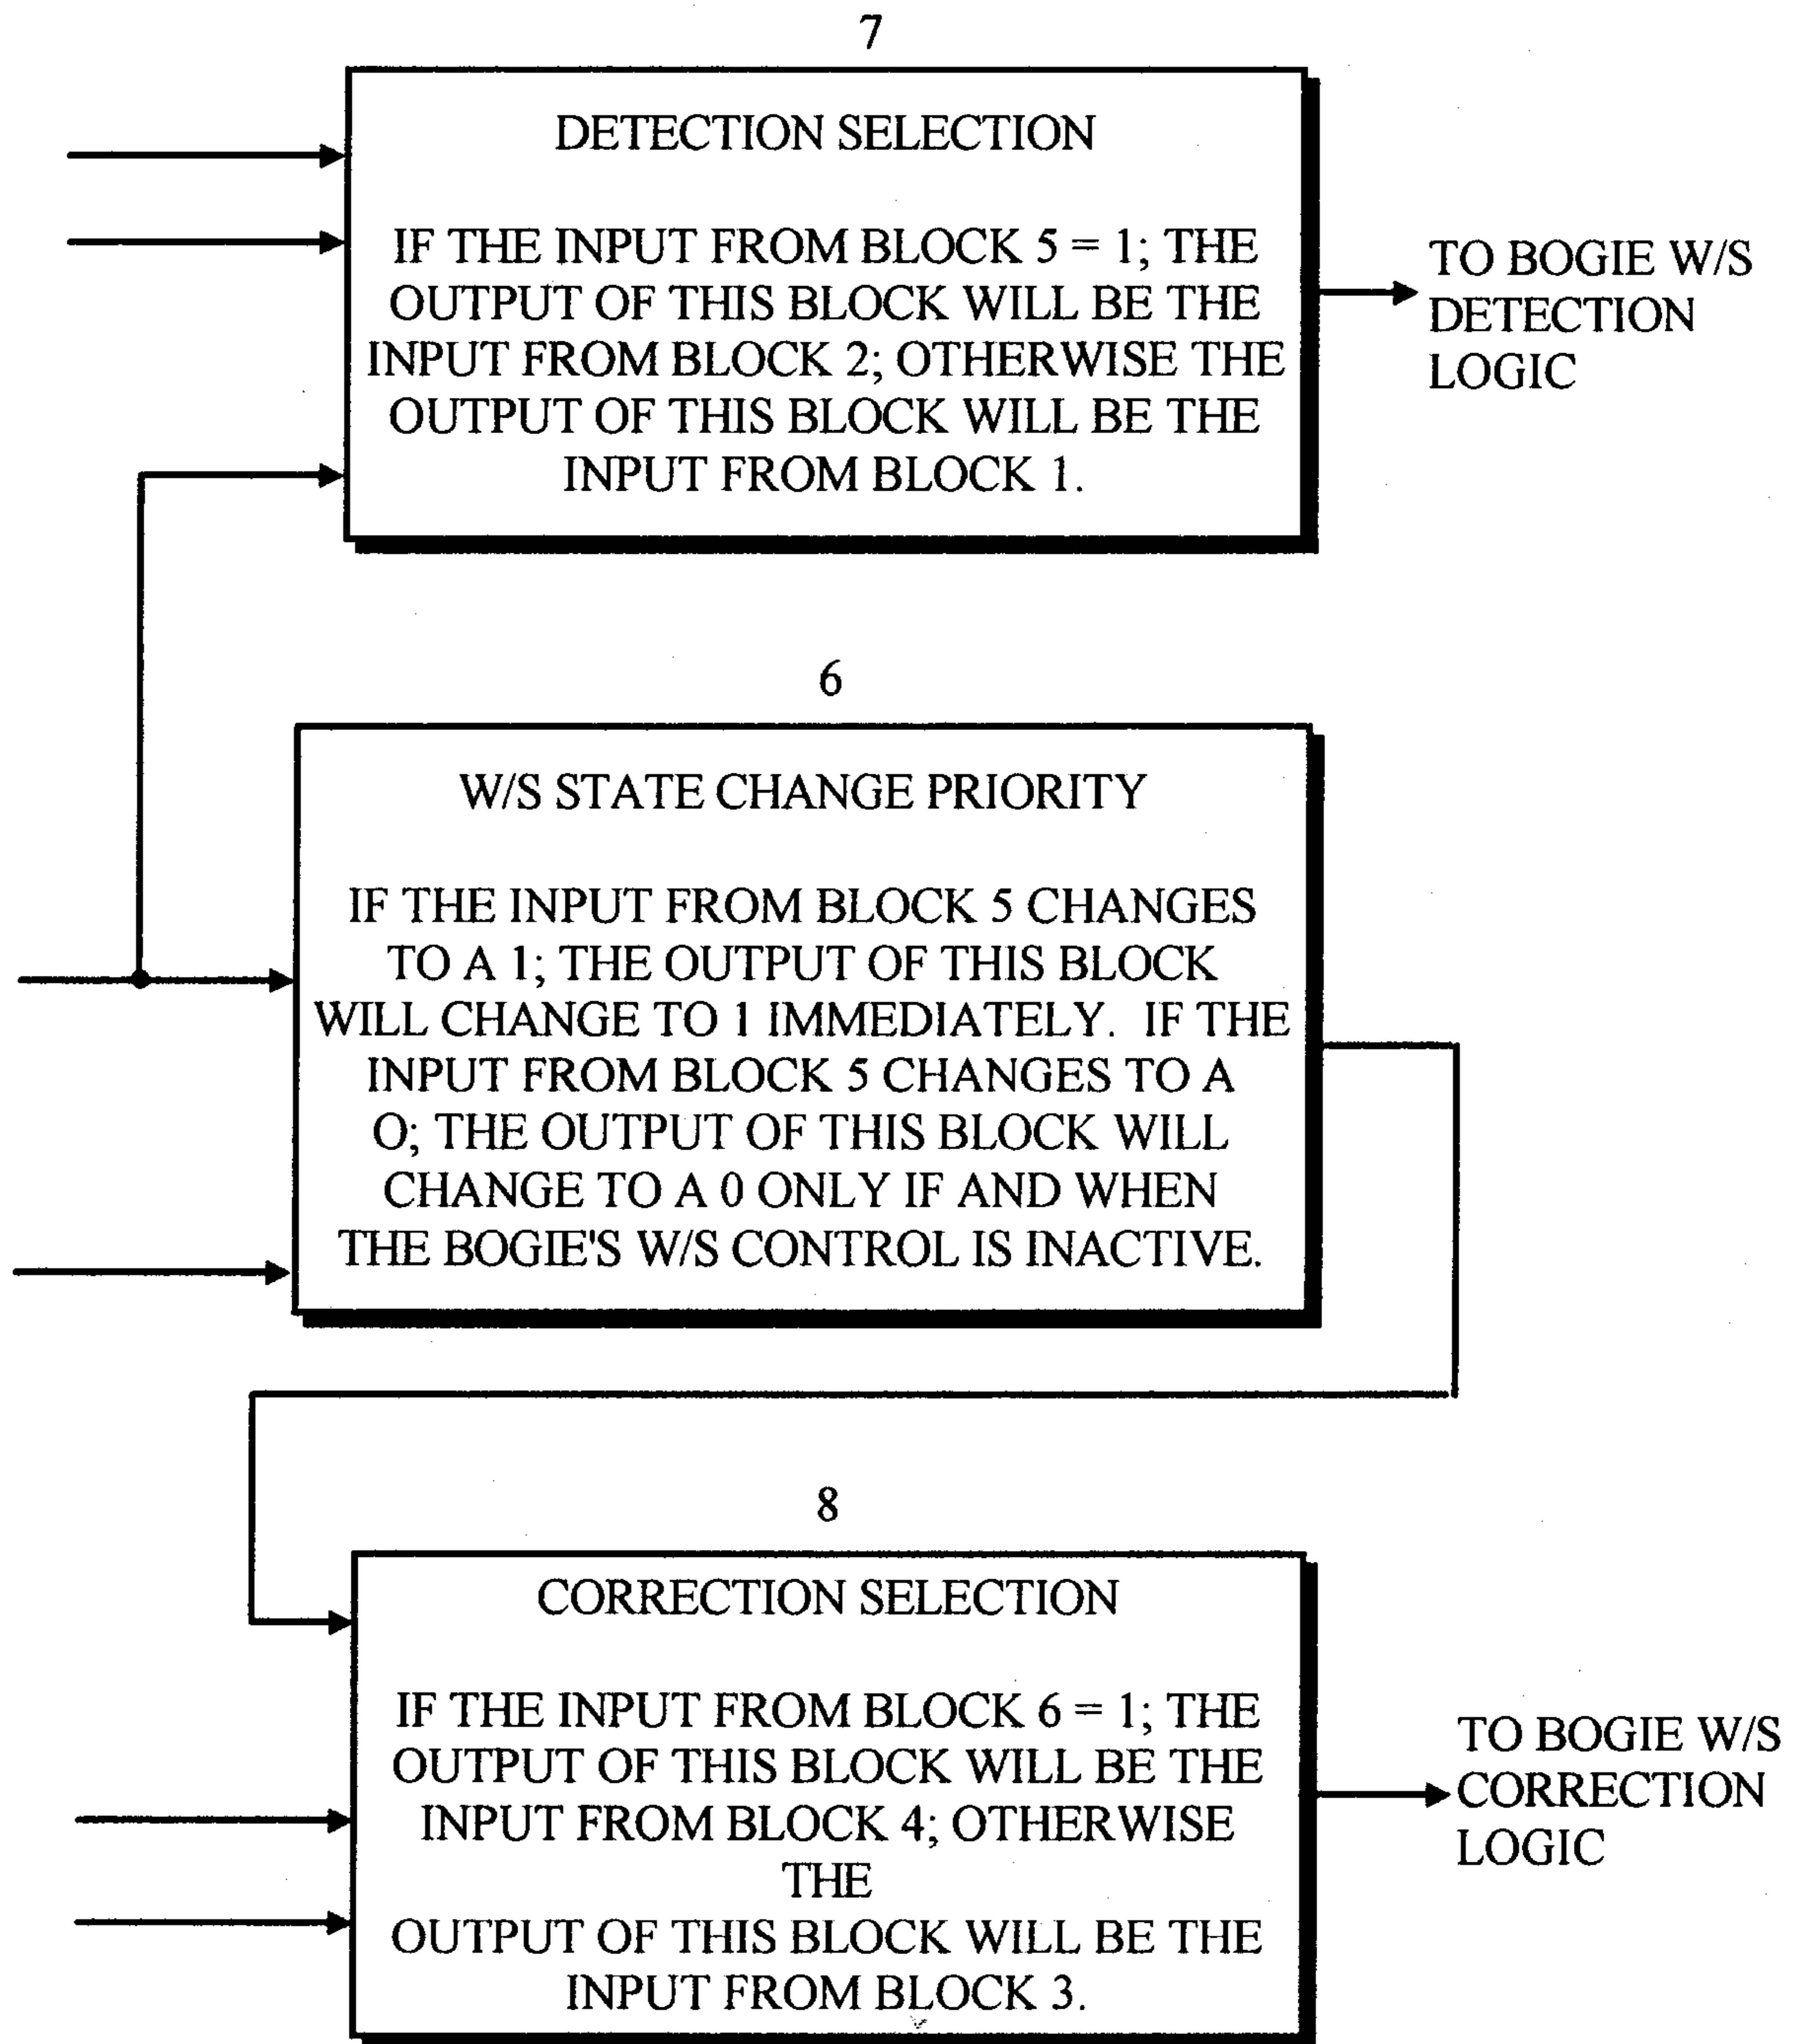 7
DETECTION SELECTION
IF THE INPUT FROM BLOCK 5 = 1; THE
OUTPUT OF THIS BLOCK WILL BE THE
INPUT FROM BLOCK 2; OTHERWISE THE
OUTPUT OF THIS BLOCK WILL BE THE
INPUT FROM BLOCK 1.
TO BOGIE W/S
DETECTION
LOGIC
6
W/S STATE CHANGE PRIORITY
IF THE INPUT FROM BLOCK 5 CHANGES
TO A 1; THE OUTPUT OF THIS BLOCK
WILL CHANGE TO 1 IMMEDIATELY. IF THE
INPUT FROM BLOCK 5 CHANGES TO A
O; THE OUTPUT OF THIS BLOCK WILL
CHANGE TO A 0 ONLY IF AND WHEN
THE BOGIE'S W/S CONTROL IS INACTIVE.
8
CORRECTION SELECTION
IF THE INPUT FROM BLOCK 6 = 1; THE
OUTPUT OF THIS BLOCK WILL BE THE
INPUT FROM BLOCK 4; OTHERWISE
THE
OUTPUT OF THIS BLOCK WILL BE THE
INPUT FROM BLOCK 3.
TO BOGIE W/S
CORRECTION
LOGIC